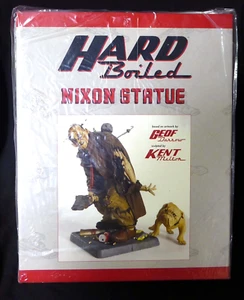 HARD
Boiled
NIXON STATUE
based on artwork by
GEOF
Darrow
sculpted by
KENT
Melton